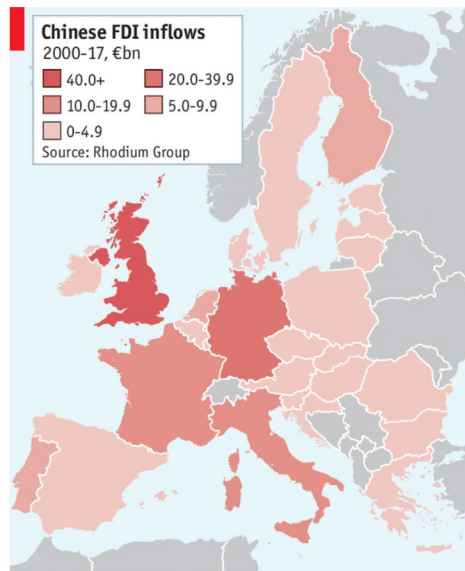 Chinese FDI inflows
2000-17, €bn
40.0+ 20.0-39.9
10.0-19.9 5.0-9.9
0-4.9
Source: Rhodium Group